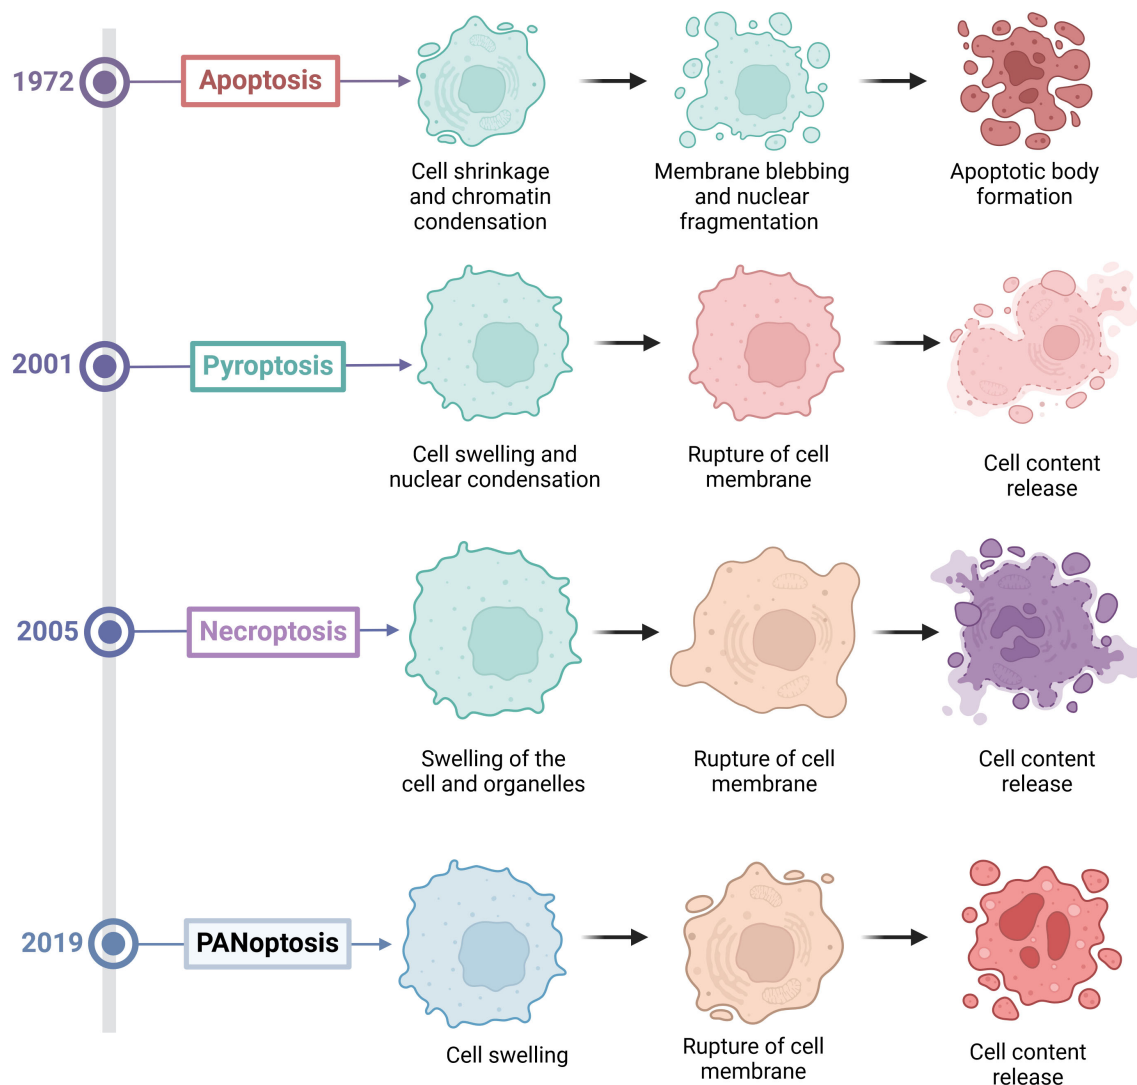 1972
Apoptosis
Cell shrinkage
and chromatin
condensation
Membrane blebbing
and nuclear
fragmentation
Apoptotic body
formation
2001
Pyroptosis
Cell swelling and
nuclear condensation
Rupture of cell
membrane
Cell content
release
2005
Necroptosis
Swelling of the
cell and organelles
Rupture of cell
membrane
Cell content
release
2019
PANoptosis
Cell swelling
Rupture of cell
membrane
Cell content
release